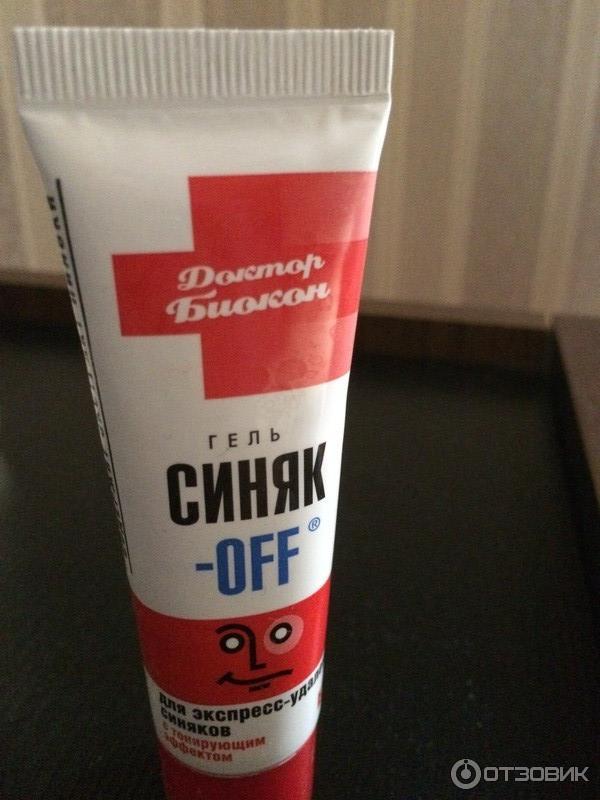 Доктор
Биокон
ГЕЛЬ
СИНЯК
-OFF®
для экспресс-удал
синяков
с тонирующим
эффектом
ОТЗОВИК